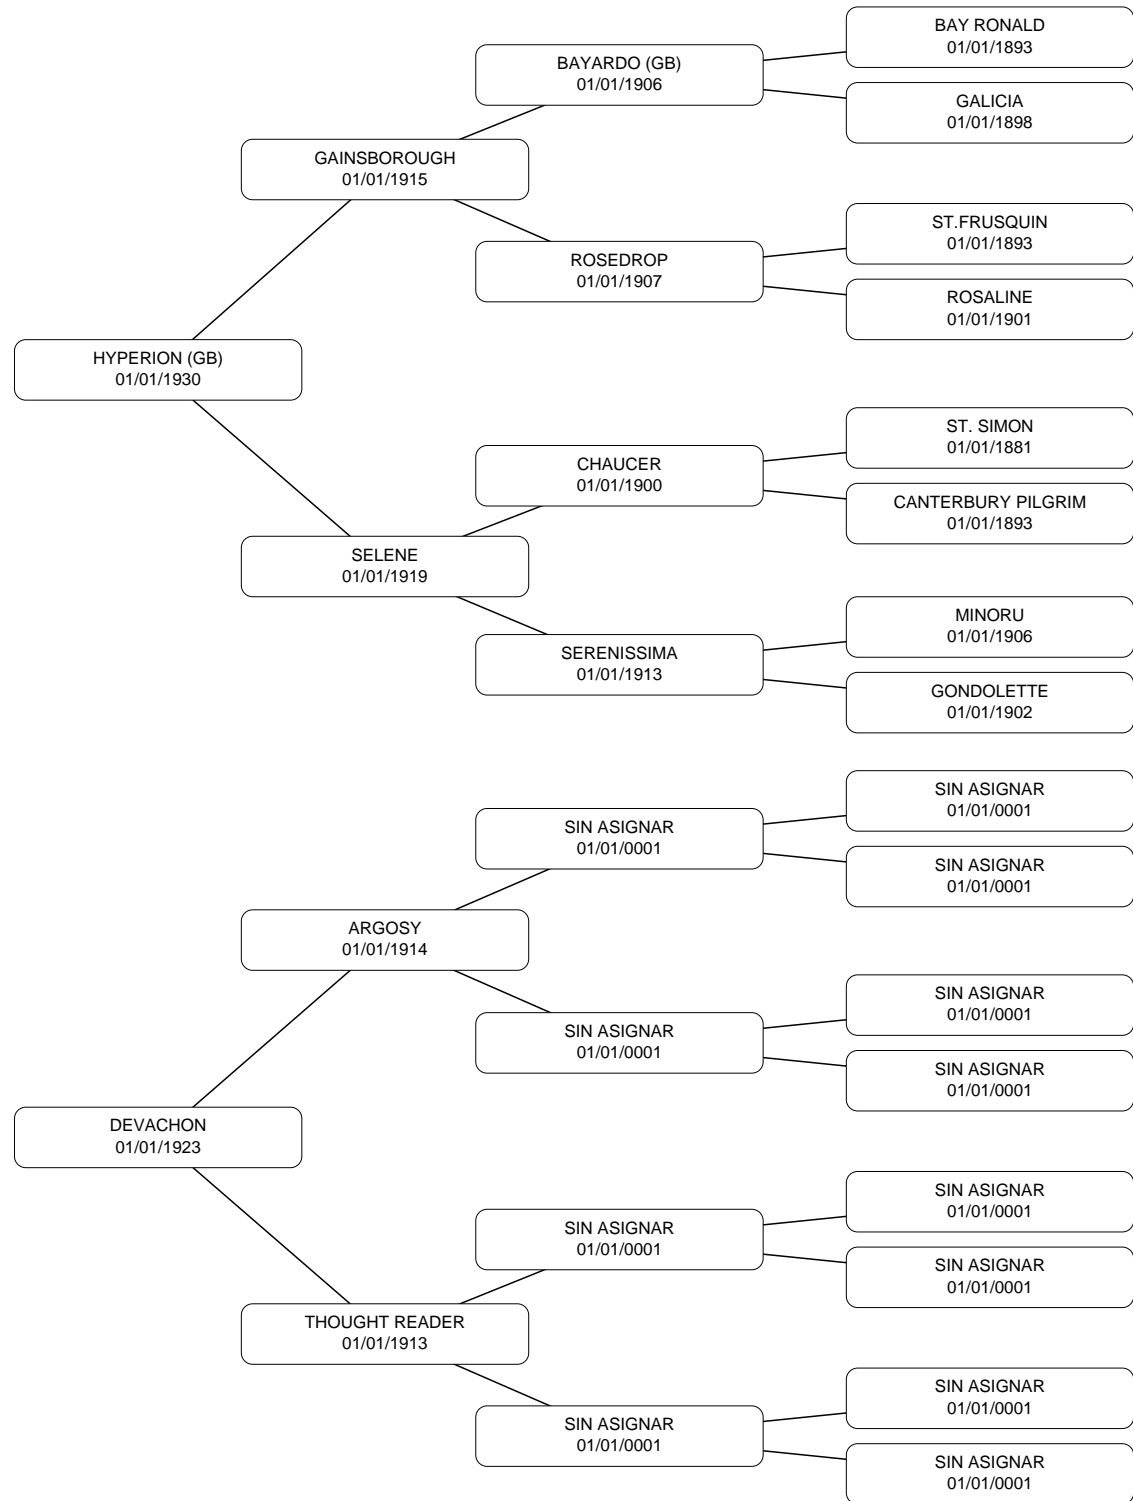 BAY RONALD
01/01/1893
BAYARDO (GB)
01/01/1906
GALICIA
01/01/1898
GAINSBOROUGH
01/01/1915
ST.FRUSQUIN
01/01/1893
ROSEDROP
01/01/1907
ROSALINE
01/01/1901
HYPERION (GB)
01/01/1930
ST. SIMON
01/01/1881
CHAUCER
01/01/1900
CANTERBURY PILGRIM
01/01/1893
SELENE
01/01/1919
MINORU
01/01/1906
SERENISSIMA
01/01/1913
GONDOLETTE
01/01/1902
SIN ASIGNAR
01/01/0001
SIN ASIGNAR
01/01/0001
SIN ASIGNAR
01/01/0001
ARGOSY
01/01/1914
SIN ASIGNAR
01/01/0001
SIN ASIGNAR
01/01/0001
SIN ASIGNAR
01/01/0001
DEVACHON
01/01/1923
SIN ASIGNAR
01/01/0001
SIN ASIGNAR
01/01/0001
SIN ASIGNAR
01/01/0001
THOUGHT READER
01/01/1913
SIN ASIGNAR
01/01/0001
SIN ASIGNAR
01/01/0001
SIN ASIGNAR
01/01/0001